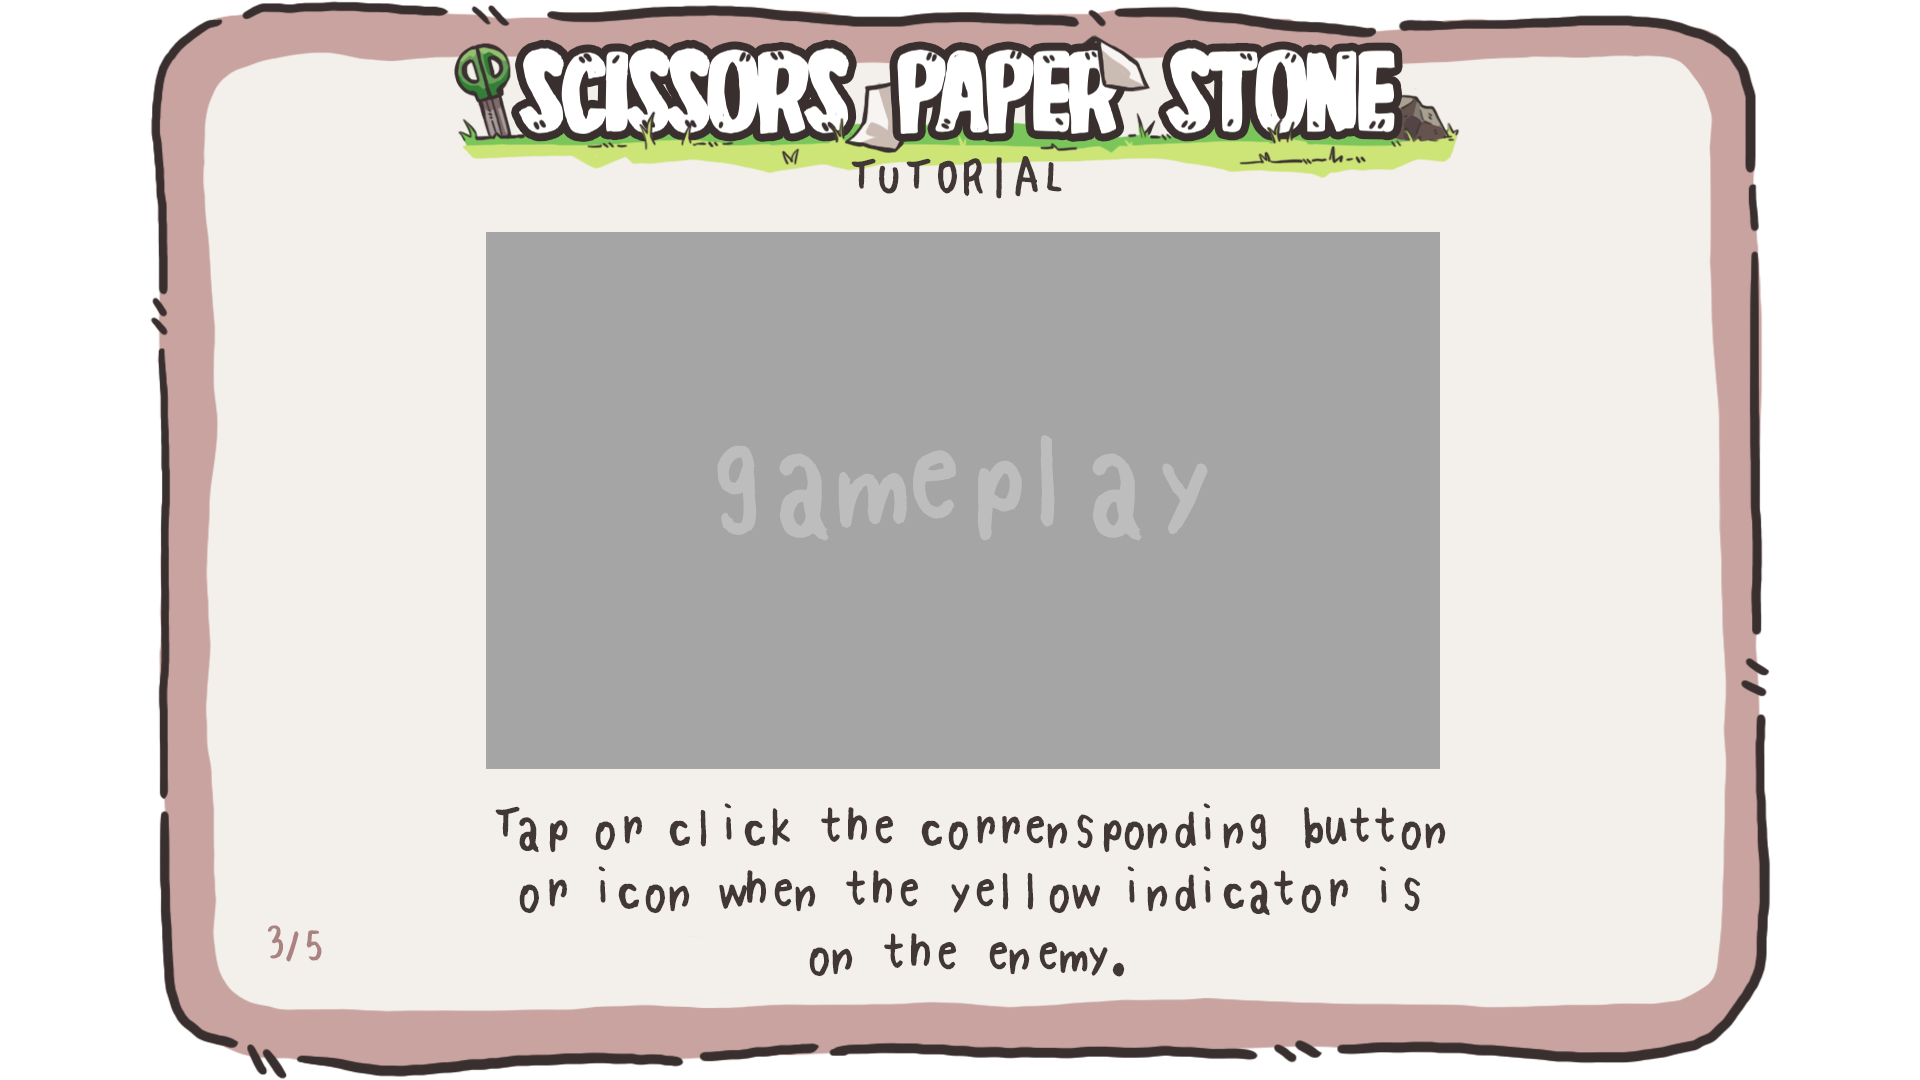 SCISSORS PAPER STONE
TUTORIAL
gameplay
Tap or click the corrensponding button
or icon when the yellow indicator is
on the enemy.
3/5